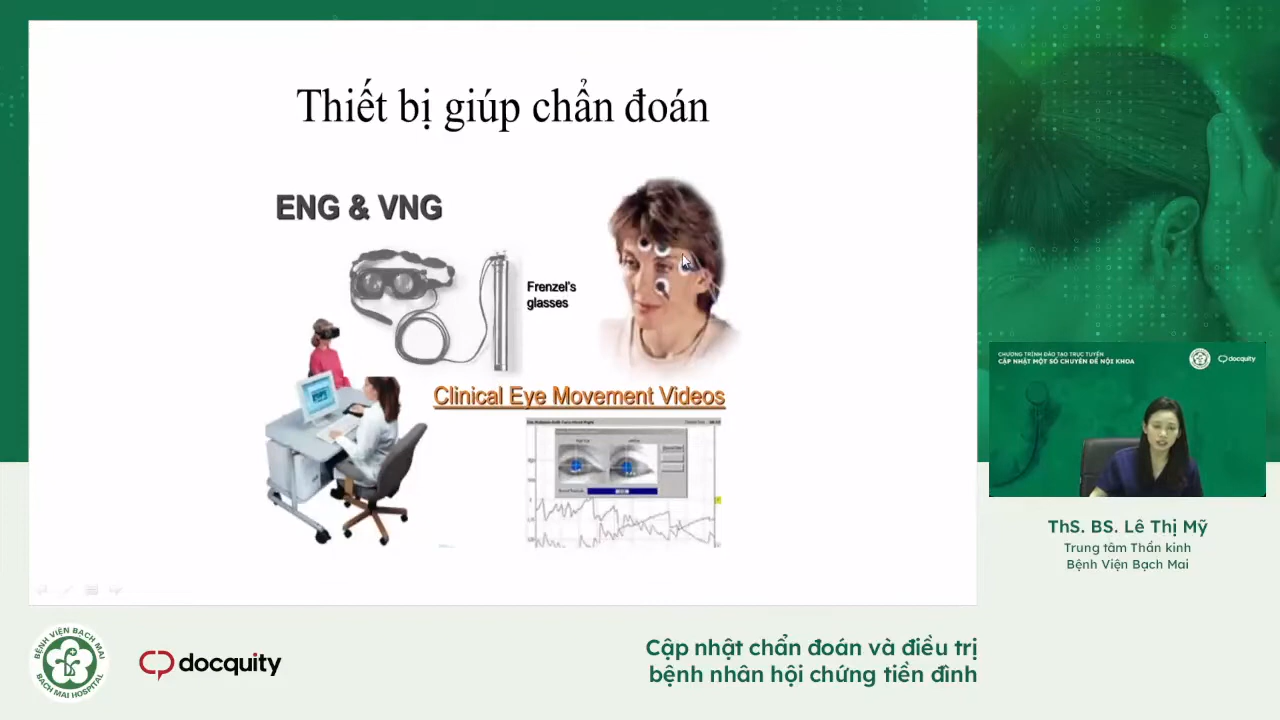 Thiết bị giúp chẩn đoán
ENG & VNG
Frenzel's
glasses
Clinical Eye Movement Videos
CHƯƠNG TRÌNH ĐÀO TẠO TRỰC TUYẾN
CẬP NHẬT MỘT SỐ CHUYÊN ĐỀ NỘI KHOA
docquity
ThS. BS. Lê Thị Mỹ
Trung tâm Thần kinh
Bệnh Viện Bạch Mai
BỆNH VIỆN BẠCH MAI
BACH MAI HOSPITAL
docquity
Cập nhật chẩn đoán và điều trị
bệnh nhân hội chứng tiền đình